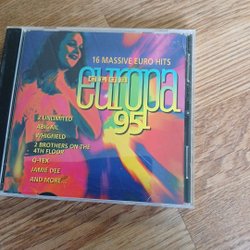 16 MASSIVE EURO HITS
europa
95
2 UNLIMITED
ABIGAIL
WHIGFIELD
2 BROTHERS ON THE
4TH FLOOR
Q-TEX
JAMIE DEE
AND MORE...